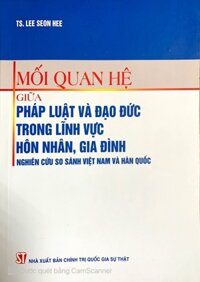 TS. LEE SEON HEE
MỐI QUAN HỆ
GIỮA
PHÁP LUẬT VÀ ĐẠO ĐỨC
TRONG LĨNH VỰC
HÔN NHÂN, GIA ĐÌNH
NGHIÊN CỨU SO SÁNH VIỆT NAM VÀ HÀN QUỐC
NHÀ XUẤT BẢN CHÍNH TRỊ QUỐC GIA SỰ THẬT
Được quét bằng CamScanner